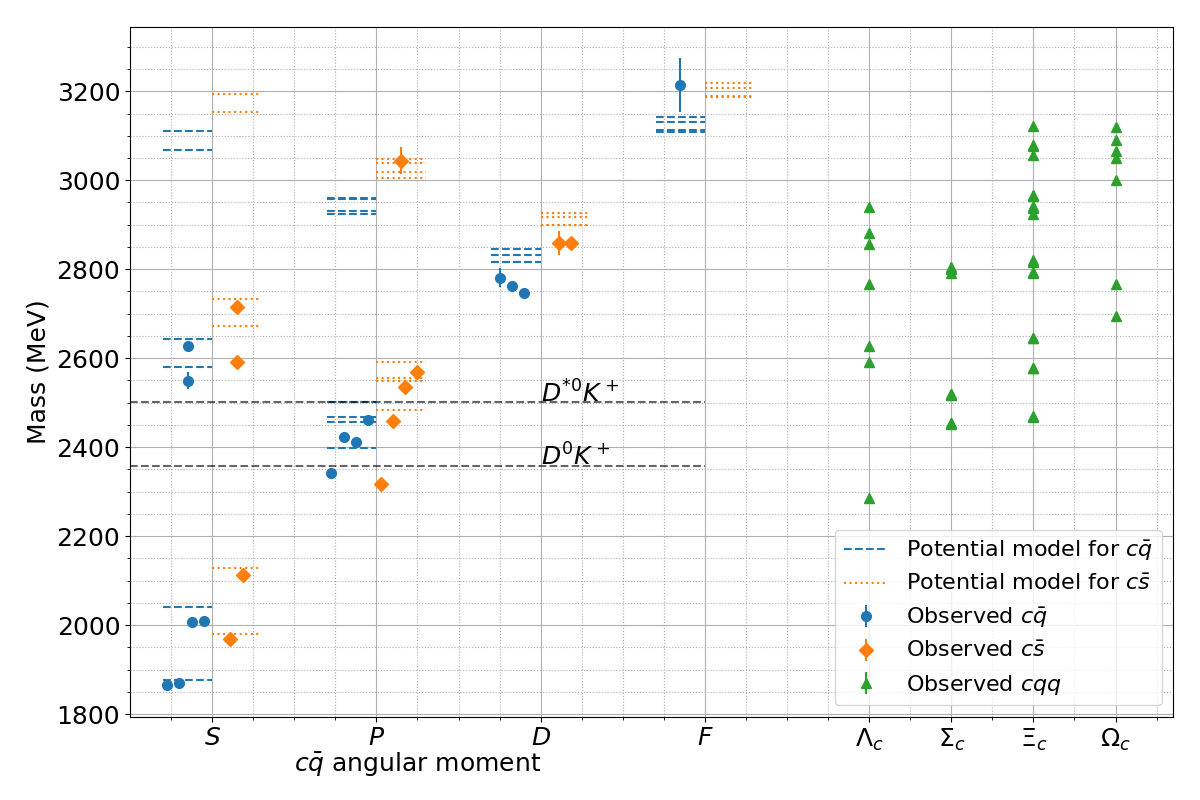 3200
3000
2800
2600
2400
2200
2000
1800
Mass (MeV)
D*⁰K⁺
D⁰K⁺
Potential model for cq̄
Potential model for cs̄
Observed cq̄
Observed cs̄
Observed cqq
S P D F Λc Σc Ξc Ωc
cq̄ angular moment